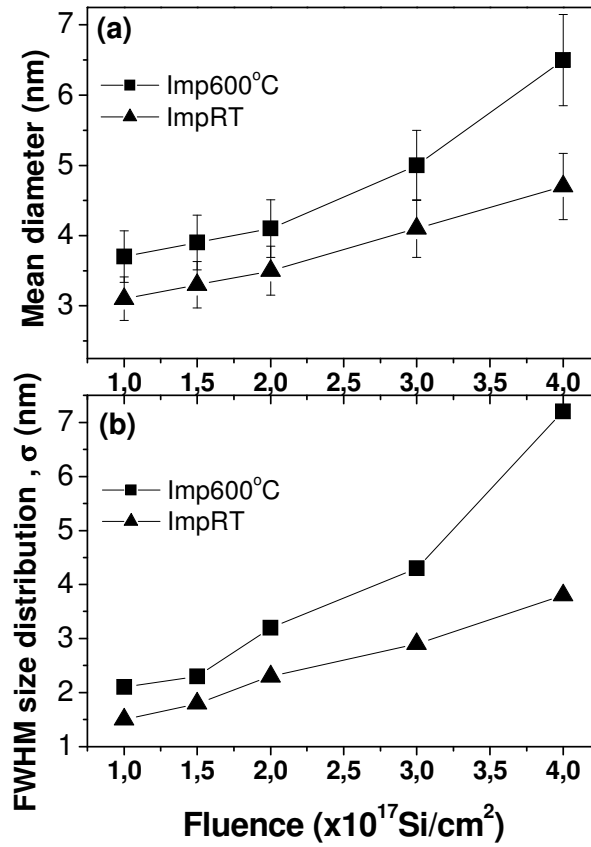 (a)
Imp600°C
ImpRT
Mean diameter (nm)
7
6
5
4
3
1,0 1,5 2,0 2,5 3,0 3,5 4,0
(b)
Imp600°C
ImpRT
FWHM size distribution , σ (nm)
7
6
5
4
3
2
1
1,0 1,5 2,0 2,5 3,0 3,5 4,0
Fluence (x10¹⁷Si/cm²)